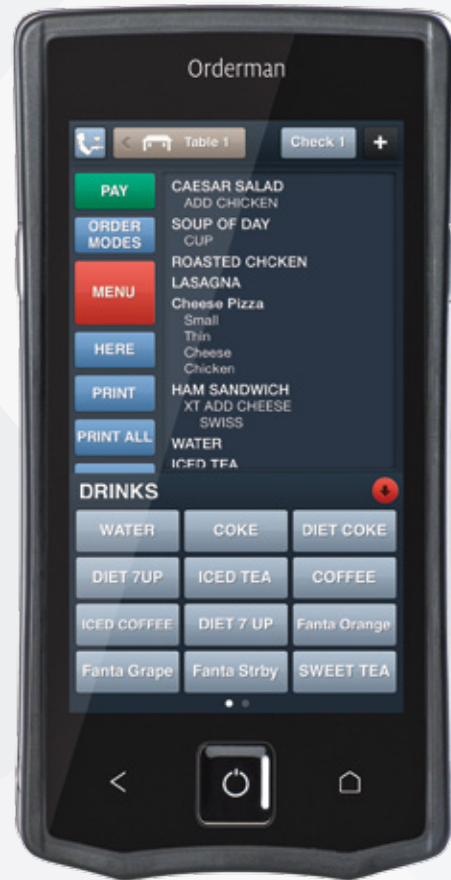 Orderman
Table 1
Check 1
+
PAY
ORDER
MODES
MENU
HERE
PRINT
PRINT ALL
CAESAR SALAD
ADD CHICKEN
SOUP OF DAY
CUP
ROASTED CHCKEN
LASAGNA
Cheese Pizza
Small
Thin
Cheese
Chicken
HAM SANDWICH
XT ADD CHEESE
SWISS
WATER
ICED TEA
DRINKS
WATER COKE DIET COKE
DIET 7UP ICED TEA COFFEE
ICED COFFEE DIET 7 UP Fanta Orange
Fanta Grape Fanta Strby SWEET TEA